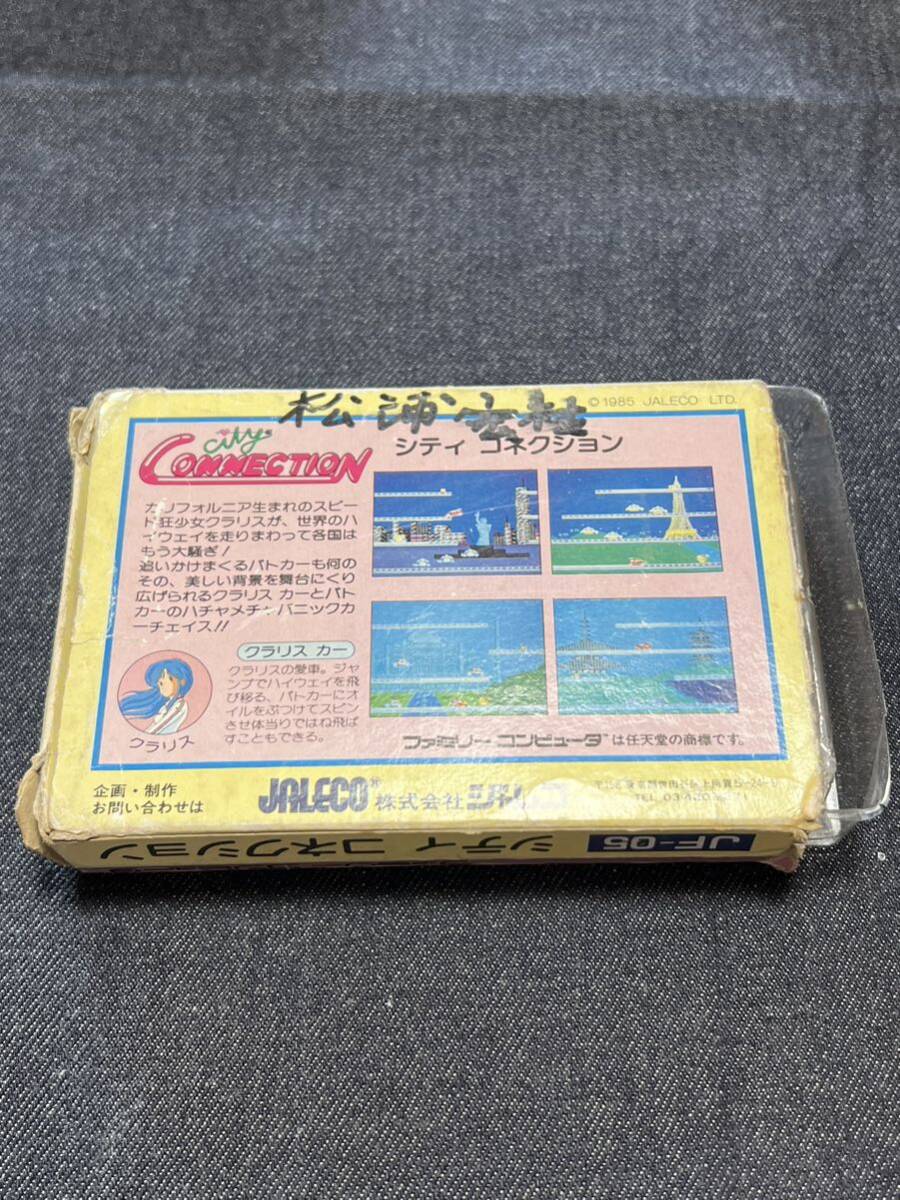 松浦宏
© 1985 JALECO LTD.
city
CONNECTION
シティ コネクション
カリフォルニア生まれのスピー
ド狂少女クラリスが、世界のハ
イウェイを走りまわって各国は
もう大騒ぎ!
追いかけまくるパトカーも何の
その、美しい背景を舞台にくり
広げられるクラリス カーとパト
カーのハチャメチャパニックカ
ーチェイス!!
クラリス カー
クラリスの愛車。ジャ
ンプでハイウェイを飛
び移る。パトカーにオ
イルをぶつけてスピン
させ体当りではね飛ば
すこともできる。
クラリス
ファミリー コンピュータ™は任天堂の商標です。
企画・制作
お問い合わせは
JALECO® 株式会社ジャレコ
TEL 03-420
シティ コネクション JF-05